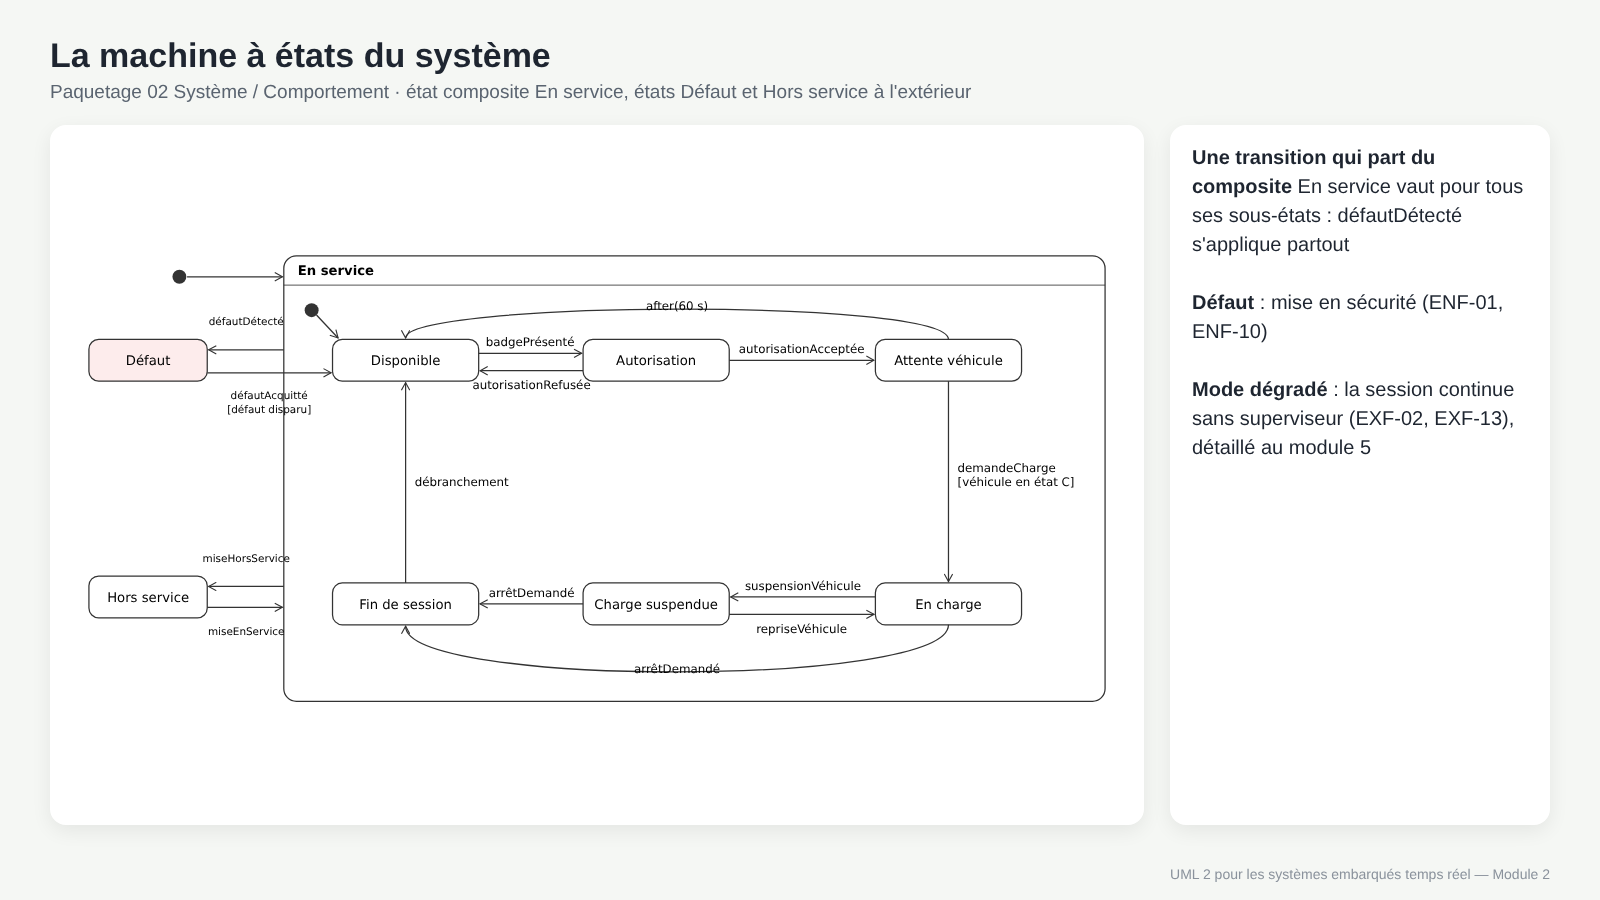 La machine à états du système
Paquetage 02 Système / Comportement · état composite En service, états Défaut et Hors service à l'extérieur
En service
after(60 s)
défautDétecté
badgePrésenté
autorisationAcceptée
Défaut
Disponible
Autorisation
Attente véhicule
autorisationRefusée
défautAcquitté
[défaut disparu]
débranchement
demandeCharge
[véhicule en état C]
miseHorsService
Hors service
arrêtDemandé
suspensionVéhicule
Fin de session
Charge suspendue
En charge
miseEnService
repriseVéhicule
arrêtDemandé
Une transition qui part du
composite En service vaut pour tous
ses sous-états : défautDétecté
s'applique partout
Défaut : mise en sécurité (ENF-01,
ENF-10)
Mode dégradé : la session continue
sans superviseur (EXF-02, EXF-13),
détaillé au module 5
UML 2 pour les systèmes embarqués temps réel — Module 2